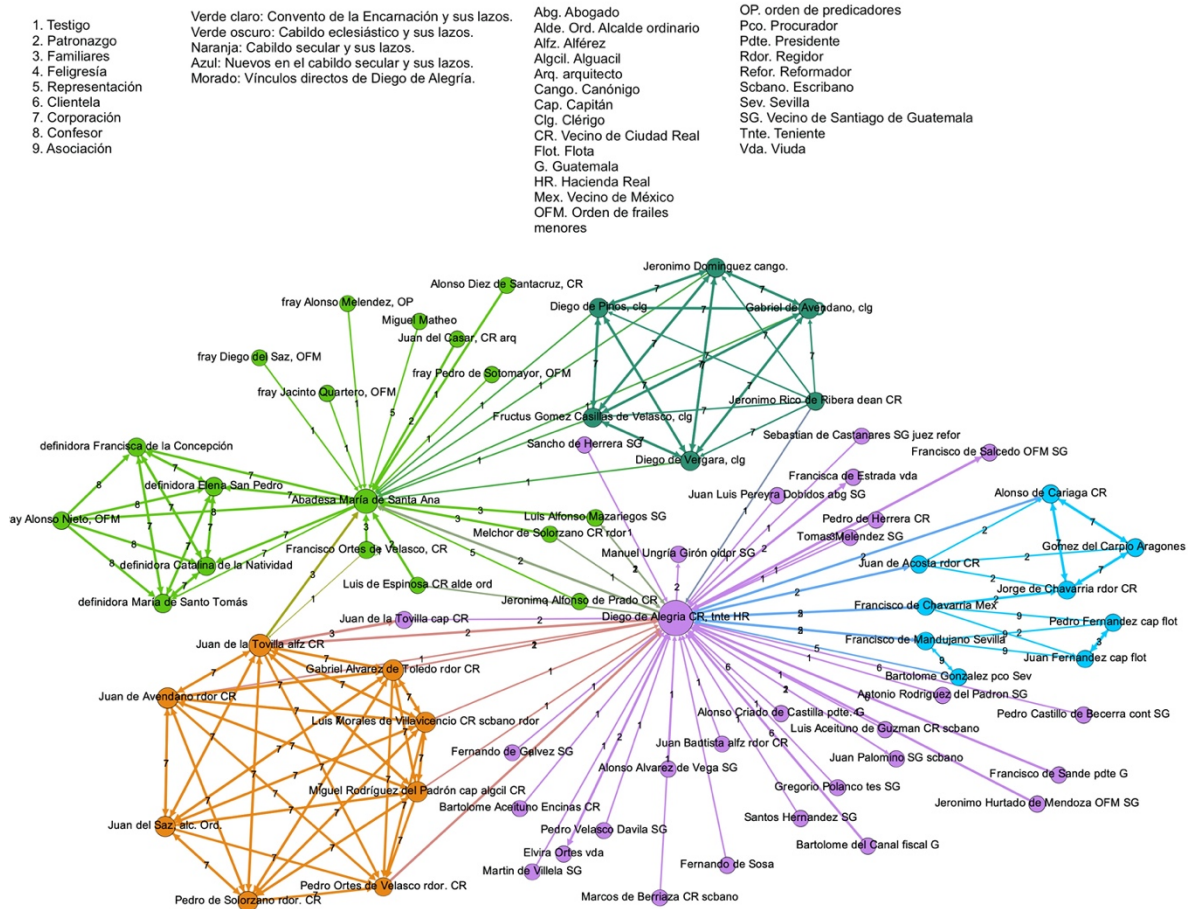 1. Testigo
2. Patronazgo
3. Familiares
4. Feligresía
5. Representación
6. Clientela
7. Corporación
8. Confesor
9. Asociación
Verde claro: Convento de la Encarnación y sus lazos.
Verde oscuro: Cabildo eclesiástico y sus lazos.
Naranja: Cabildo secular y sus lazos.
Azul: Nuevos en el cabildo secular y sus lazos.
Morado: Vínculos directos de Diego de Alegría.
Abg. Abogado
Alde. Ord. Alcalde ordinario
Alfz. Alférez
Algcil. Alguacil
Arq. arquitecto
Cango. Canónigo
Cap. Capitán
Clg. Clérigo
CR. Vecino de Ciudad Real
Flot. Flota
G. Guatemala
HR. Hacienda Real
Mex. Vecino de México
OFM. Orden de frailes
menores
OP. orden de predicadores
Pco. Procurador
Pdte. Presidente
Rdor. Regidor
Refor. Reformador
Scbano. Escribano
Sev. Sevilla
SG. Vecino de Santiago de Guatemala
Tnte. Teniente
Vda. Viuda
Jeronimo Dominguez cango.
Alonso Diez de Santacruz, CR
fray Alonso Melendez, OP
Diego de Pinos, clg
Gabriel de Avendano, clg
Miguel Matheo
Juan del Casar, CR arq
fray Diego del Saz, OFM
fray Pedro de Sotomayor, OFM
fray Jacinto Quartero, OFM
Jeronimo Rico de Ribera dean CR
Fructus Gomez Casillas de Velasco, clg
Sebastian de Castanares SG juez refor
definidora Francisca de la Concepción
Sancho de Herrera SG
Francisco de Salcedo OFM SG
Diego de Vergara, clg
Francisca de Estrada vda
definidora Elena San Pedro
Abadesa María de Santa Ana
Juan Luis Pereyra Dobidos abg SG
Alonso de Cariaga CR
ay Alonso Nieto, OFM
Luis Alfonso Mazariegos SG
Pedro de Herrera CR
Melchor de Solorzano CR rdor
Tomas Melendez SG
Francisco Ortes de Velasco, CR
Manuel Ungría Girón oidor SG
Gomez del Carpio Aragones
definidora Catalina de la Natividad
Juan de Acosta rdor CR
Luis de Espinosa CR alde ord
Jorge de Chavarria rdor CR
definidora María de Santo Tomás
Jeronimo Alfonso de Prado CR
Francisco de Chavarria Mex
Juan de la Tovilla cap CR
Diego de Alegria CR, Inte HR
Pedro Fernandez cap flot
Juan de la Tovilla alfz CR
Francisco de Mandujano Sevilla
Juan Fernandez cap flot
Gabriel Alvarez de Toledo rdor CR
Bartolome Gonzalez pco Sev
Juan de Avendano rdor CR
Antonio Rodriguez del Padron SG
Alonso Criado de Castilla pdte. G
Pedro Castillo de Becerra cont SG
Luis Morales de Villavicencio CR scbano rdor
Luis Aceituno de Guzman CR scbano
Juan Bautista alfz rdor CR
Fernando de Galvez SG
Juan Palomino SG scbano
Alonso Alvarez de Vega SG
Francisco de Sande pdte G
Miguel Rodríguez del Padrón cap algcil CR
Gregorio Polanco tes SG
Bartolome Aceituno Encinas CR
Jeronimo Hurtado de Mendoza OFM SG
Santos Hernandez SG
Juan del Saz, alc. Ord.
Pedro Velasco Davila SG
Bartolome del Canal fiscal G
Elvira Ortes vda
Fernando de Sosa
Martin de Villela SG
Pedro Ortes de Velasco rdor. CR
Pedro de Solorzano rdor. CR
Marcos de Berriaza CR scbano